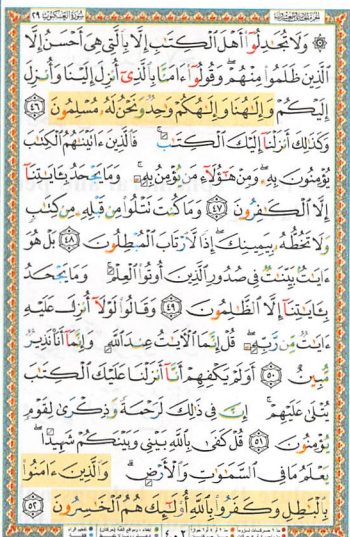 سورة العنكبوت ٢٩
۞ وَلَا تُجَٰدِلُوٓا۟ أَهْلَ ٱلْكِتَٰبِ إِلَّا بِٱلَّتِى هِىَ أَحْسَنُ إِلَّا
ٱلَّذِينَ ظَلَمُوا۟ مِنْهُمْ ۖ وَقُولُوٓا۟ ءَامَنَّا بِٱلَّذِىٓ أُنزِلَ إِلَيْنَا وَأُنزِلَ
إِلَيْكُمْ وَإِلَٰهُنَا وَإِلَٰهُكُمْ وَٰحِدٌ وَنَحْنُ لَهُۥ مُسْلِمُونَ ٤٦
وَكَذَٰلِكَ أَنزَلْنَآ إِلَيْكَ ٱلْكِتَٰبَ ۚ فَٱلَّذِينَ ءَاتَيْنَٰهُمُ ٱلْكِتَٰبَ
يُؤْمِنُونَ بِهِۦ ۖ وَمِنْ هَٰٓؤُلَآءِ مَن يُؤْمِنُ بِهِۦ ۚ وَمَا يَجْحَدُ بِـَٔايَٰتِنَآ
إِلَّا ٱلْكَٰفِرُونَ ٤٧ وَمَا كُنتَ تَتْلُوا۟ مِن قَبْلِهِۦ مِن كِتَٰبٍ
وَلَا تَخُطُّهُۥ بِيَمِينِكَ ۖ إِذًا لَّٱرْتَابَ ٱلْمُبْطِلُونَ ٤٨ بَلْ هُوَ
ءَايَٰتٌۢ بَيِّنَٰتٌ فِى صُدُورِ ٱلَّذِينَ أُوتُوا۟ ٱلْعِلْمَ ۚ وَمَا يَجْحَدُ
بِـَٔايَٰتِنَآ إِلَّا ٱلظَّٰلِمُونَ ٤٩ وَقَالُوا۟ لَوْلَآ أُنزِلَ عَلَيْهِ
ءَايَٰتٌ مِّن رَّبِّهِۦ ۖ قُلْ إِنَّمَا ٱلْـَٔايَٰتُ عِندَ ٱللَّهِ وَإِنَّمَآ أَنَا۠ نَذِيرٌ
مُّبِينٌ ٥٠ أَوَلَمْ يَكْفِهِمْ أَنَّآ أَنزَلْنَا عَلَيْكَ ٱلْكِتَٰبَ
يُتْلَىٰ عَلَيْهِمْ ۚ إِنَّ فِى ذَٰلِكَ لَرَحْمَةً وَذِكْرَىٰ لِقَوْمٍ
يُؤْمِنُونَ ٥١ قُلْ كَفَىٰ بِٱللَّهِ بَيْنِى وَبَيْنَكُمْ شَهِيدًا ۖ
يَعْلَمُ مَا فِى ٱلسَّمَٰوَٰتِ وَٱلْأَرْضِ ۗ وَٱلَّذِينَ ءَامَنُوا۟
بِٱلْبَٰطِلِ وَكَفَرُوا۟ بِٱللَّهِ أُو۟لَٰٓئِكَ هُمُ ٱلْخَٰسِرُونَ ٥٢
٤٠٢